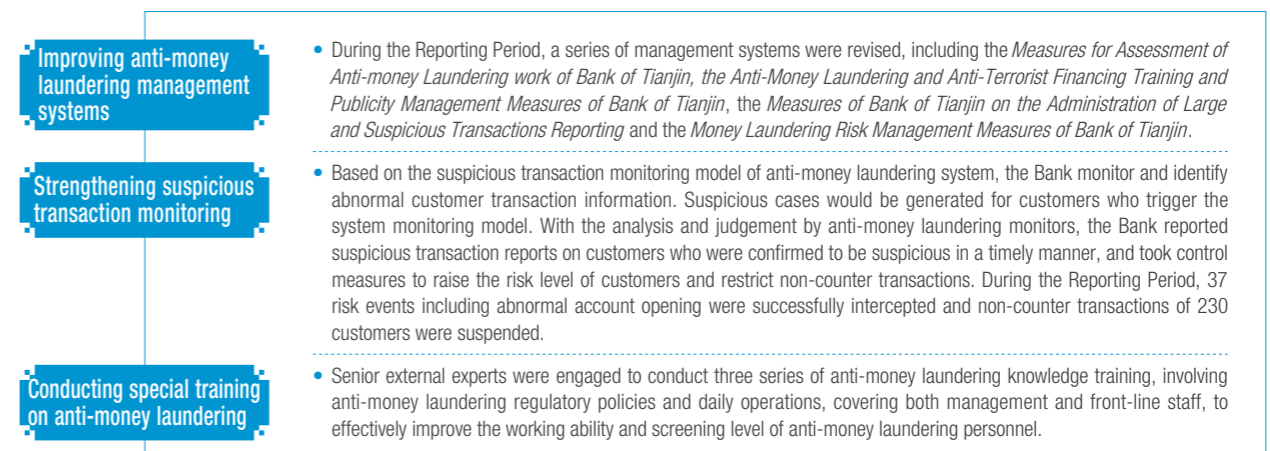 Improving anti-money
laundering management
systems
• During the Reporting Period, a series of management systems were revised, including the Measures for Assessment of
Anti-money Laundering work of Bank of Tianjin, the Anti-Money Laundering and Anti-Terrorist Financing Training and
Publicity Management Measures of Bank of Tianjin, the Measures of Bank of Tianjin on the Administration of Large
and Suspicious Transactions Reporting and the Money Laundering Risk Management Measures of Bank of Tianjin.
Strengthening suspicious
transaction monitoring
• Based on the suspicious transaction monitoring model of anti-money laundering system, the Bank monitor and identify
abnormal customer transaction information. Suspicious cases would be generated for customers who trigger the
system monitoring model. With the analysis and judgement by anti-money laundering monitors, the Bank reported
suspicious transaction reports on customers who were confirmed to be suspicious in a timely manner, and took control
measures to raise the risk level of customers and restrict non-counter transactions. During the Reporting Period, 37
risk events including abnormal account opening were successfully intercepted and non-counter transactions of 230
customers were suspended.
Conducting special training
on anti-money laundering
• Senior external experts were engaged to conduct three series of anti-money laundering knowledge training, involving
anti-money laundering regulatory policies and daily operations, covering both management and front-line staff, to
effectively improve the working ability and screening level of anti-money laundering personnel.